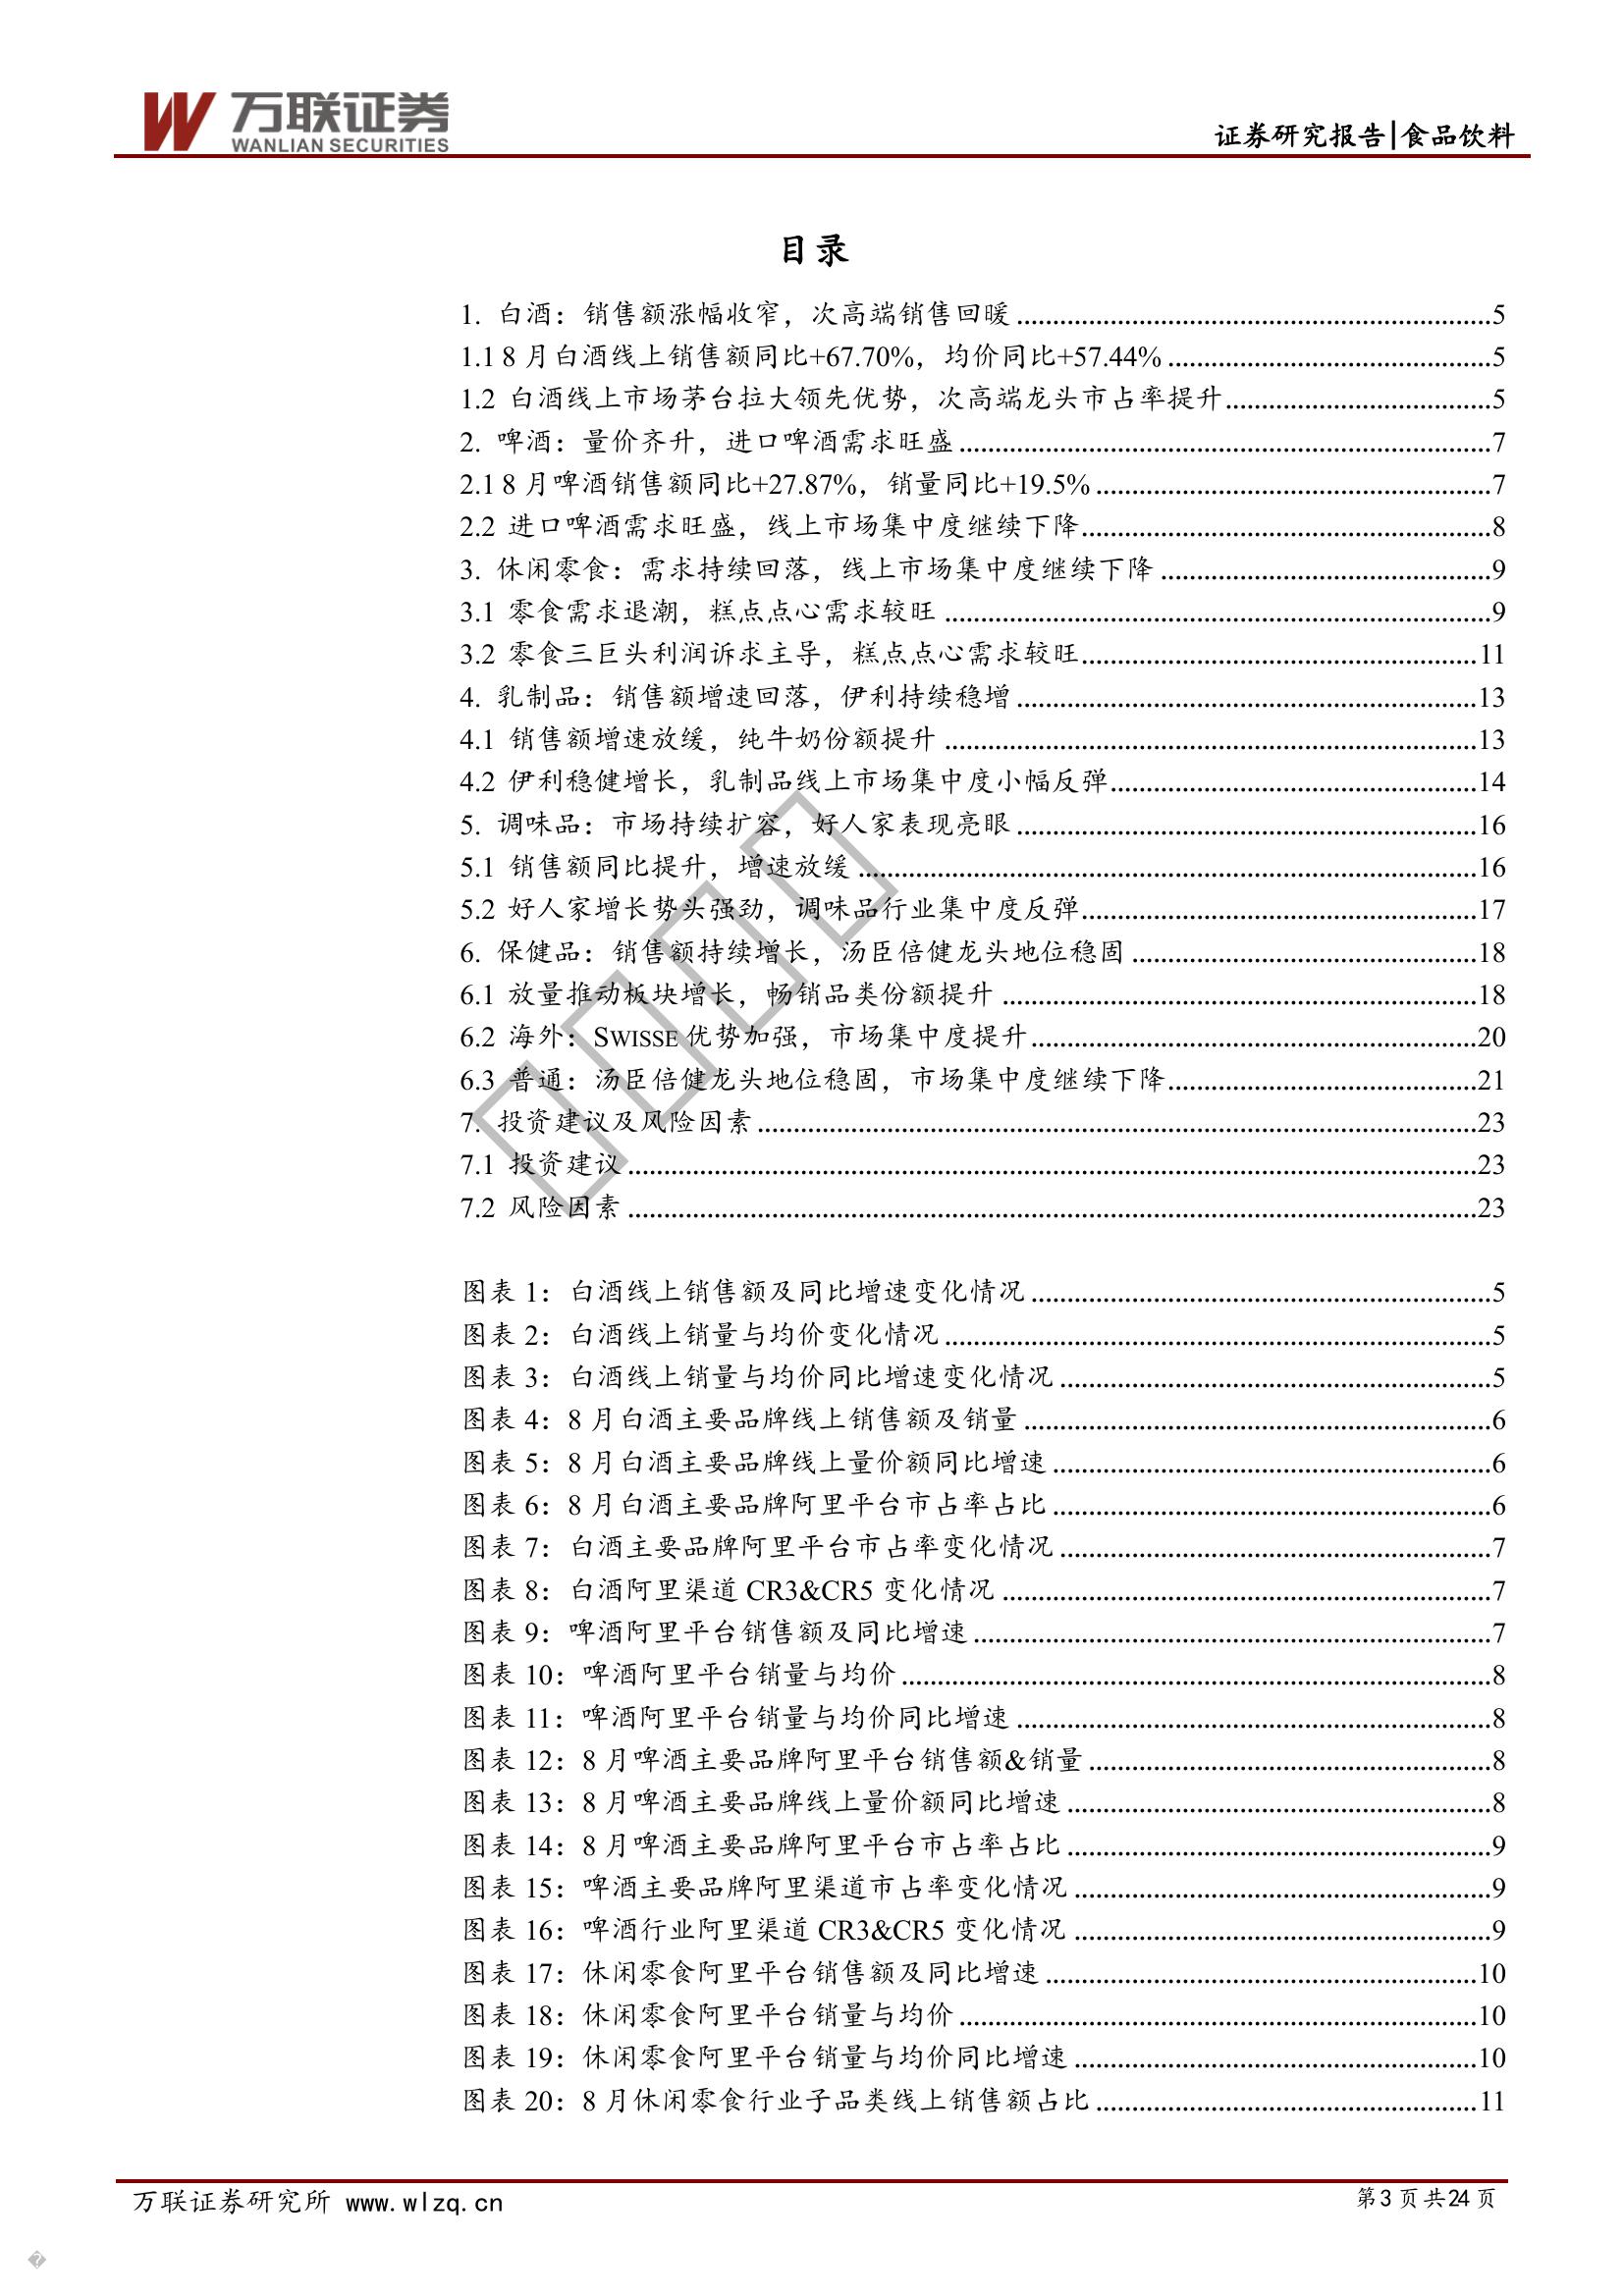 万联证券
WANLIAN SECURITIES
证券研究报告|食品饮料
目录
1. 白酒：销售额涨幅收窄，次高端销售回暖.....5
1.1 8 月白酒线上销售额同比+67.70%，均价同比+57.44%.....5
1.2 白酒线上市场茅台拉大领先优势，次高端龙头市占率提升.....5
2. 啤酒：量价齐升，进口啤酒需求旺盛.....7
2.1 8 月啤酒销售额同比+27.87%，销量同比+19.5%.....7
2.2 进口啤酒需求旺盛，线上市场集中度继续下降.....8
3. 休闲零食：需求持续回落，线上市场集中度继续下降.....9
3.1 零食需求退潮，糕点点心需求较旺.....9
3.2 零食三巨头利润诉求主导，糕点点心需求较旺.....11
4. 乳制品：销售额增速回落，伊利持续稳增.....13
4.1 销售额增速放缓，纯牛奶份额提升.....13
4.2 伊利稳健增长，乳制品线上市场集中度小幅反弹.....14
5. 调味品：市场持续扩容，好人家表现亮眼.....16
5.1 销售额同比提升，增速放缓.....16
5.2 好人家增长势头强劲，调味品行业集中度反弹.....17
6. 保健品：销售额持续增长，汤臣倍健龙头地位稳固.....18
6.1 放量推动板块增长，畅销品类份额提升.....18
6.2 海外：SWISSE 优势加强，市场集中度提升.....20
6.3 普通：汤臣倍健龙头地位稳固，市场集中度继续下降.....21
7. 投资建议及风险因素.....23
7.1 投资建议.....23
7.2 风险因素.....23
图表 1：白酒线上销售额及同比增速变化情况.....5
图表 2：白酒线上销量与均价变化情况.....5
图表 3：白酒线上销量与均价同比增速变化情况.....5
图表 4：8 月白酒主要品牌线上销售额及销量.....6
图表 5：8 月白酒主要品牌线上量价额同比增速.....6
图表 6：8 月白酒主要品牌阿里平台市占率占比.....6
图表 7：白酒主要品牌阿里平台市占率变化情况.....7
图表 8：白酒阿里渠道 CR3&CR5 变化情况.....7
图表 9：啤酒阿里平台销售额及同比增速.....7
图表 10：啤酒阿里平台销量与均价.....8
图表 11：啤酒阿里平台销量与均价同比增速.....8
图表 12：8 月啤酒主要品牌阿里平台销售额&销量.....8
图表 13：8 月啤酒主要品牌线上量价额同比增速.....8
图表 14：8 月啤酒主要品牌阿里平台市占率占比.....9
图表 15：啤酒主要品牌阿里渠道市占率变化情况.....9
图表 16：啤酒行业阿里渠道 CR3&CR5 变化情况.....9
图表 17：休闲零食阿里平台销售额及同比增速.....10
图表 18：休闲零食阿里平台销量与均价.....10
图表 19：休闲零食阿里平台销量与均价同比增速.....10
图表 20：8 月休闲零食行业子品类线上销售额占比.....11
万联证券研究所 www.wlzq.cn
第3页共24页